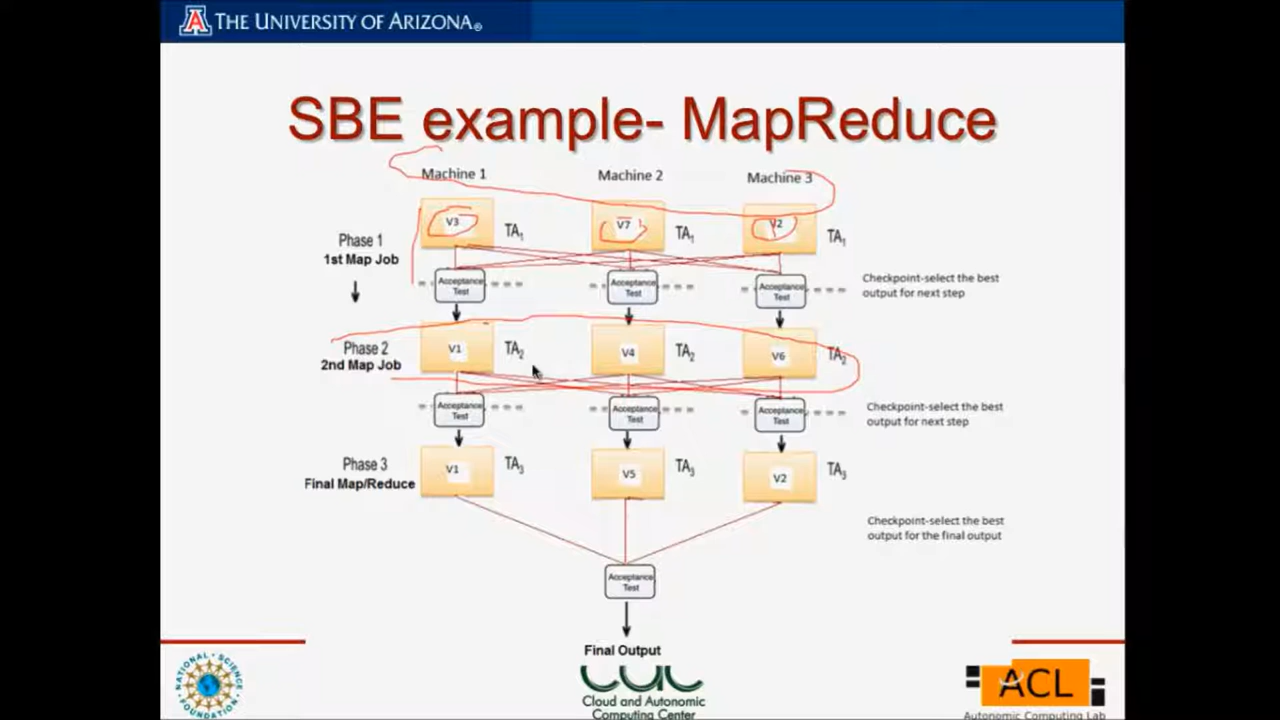 THE UNIVERSITY OF ARIZONA®
SBE example- MapReduce
Machine 1
Machine 2
Machine 3
V3
TA1
V7
TA1
V2
TA1
Phase 1
1st Map Job
Acceptance
Test
Acceptance
Test
Acceptance
Test
Checkpoint-select the best
output for next step
Phase 2
2nd Map Job
V1
TA2
V4
TA2
V6
TA2
Acceptance
Test
Acceptance
Test
Acceptance
Test
Checkpoint-select the best
output for next step
Phase 3
Final Map/Reduce
V1
TA3
V5
TA3
V2
TA3
Checkpoint-select the best
output for the final output
Acceptance
Test
Final Output
NATIONAL SCIENCE FOUNDATION
cac
Cloud and Autonomic
Computing Center
ACL
Autonomic Computing Lab